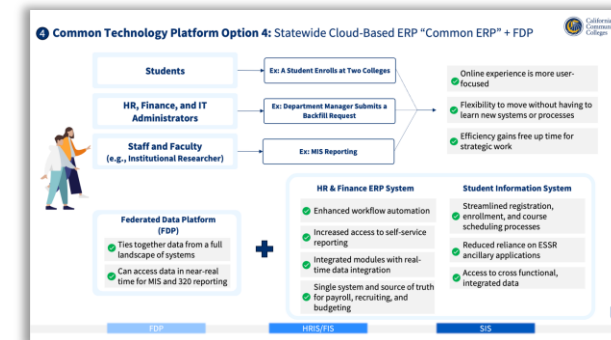 4 Common Technology Platform Option 4: Statewide Cloud-Based ERP "Common ERP" + FDP
California
Community
Colleges
Students
Ex: A Student Enrolls at Two Colleges
HR, Finance, and IT
Administrators
Ex: Department Manager Submits a
Backfill Request
Staff and Faculty
(e.g., Institutional Researcher)
Ex: MIS Reporting
Online experience is more user-
focused
Flexibility to move without having to
learn new systems or processes
Efficiency gains free up time for
strategic work
Federated Data Platform
(FDP)
Ties together data from a full
landscape of systems
Can access data in near-real
time for MIS and 320 reporting
HR & Finance ERP System
Enhanced workflow automation
Increased access to self-service
reporting
Integrated modules with real-
time data integration
Single system and source of truth
for payroll, recruiting, and
budgeting
Student Information System
Streamlined registration,
enrollment, and course
scheduling processes
Reduced reliance on ESSR
ancillary applications
Access to cross functional,
integrated data
FDP
HRIS/FIS
SIS